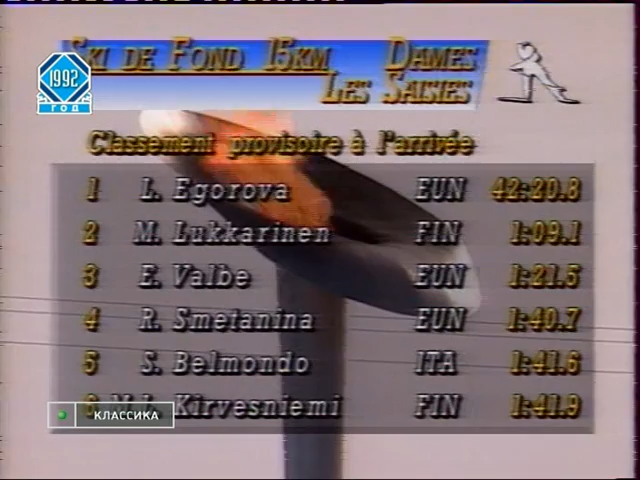 SKI DE FOND 15KM DAMES
LES SAISIES
1992
ГОД
Classement provisoire à l'arrivée
1 L. Egorova EUN 42:20.8
2 M. Lukkarinen FIN 1:09.1
3 E. Valbe EUN 1:21.5
4 R. Smetanina EUN 1:40.7
5 S. Belmondo ITA 1:41.6
6 M.L. Kirvesniemi FIN 1:41.9
КЛАССИКА